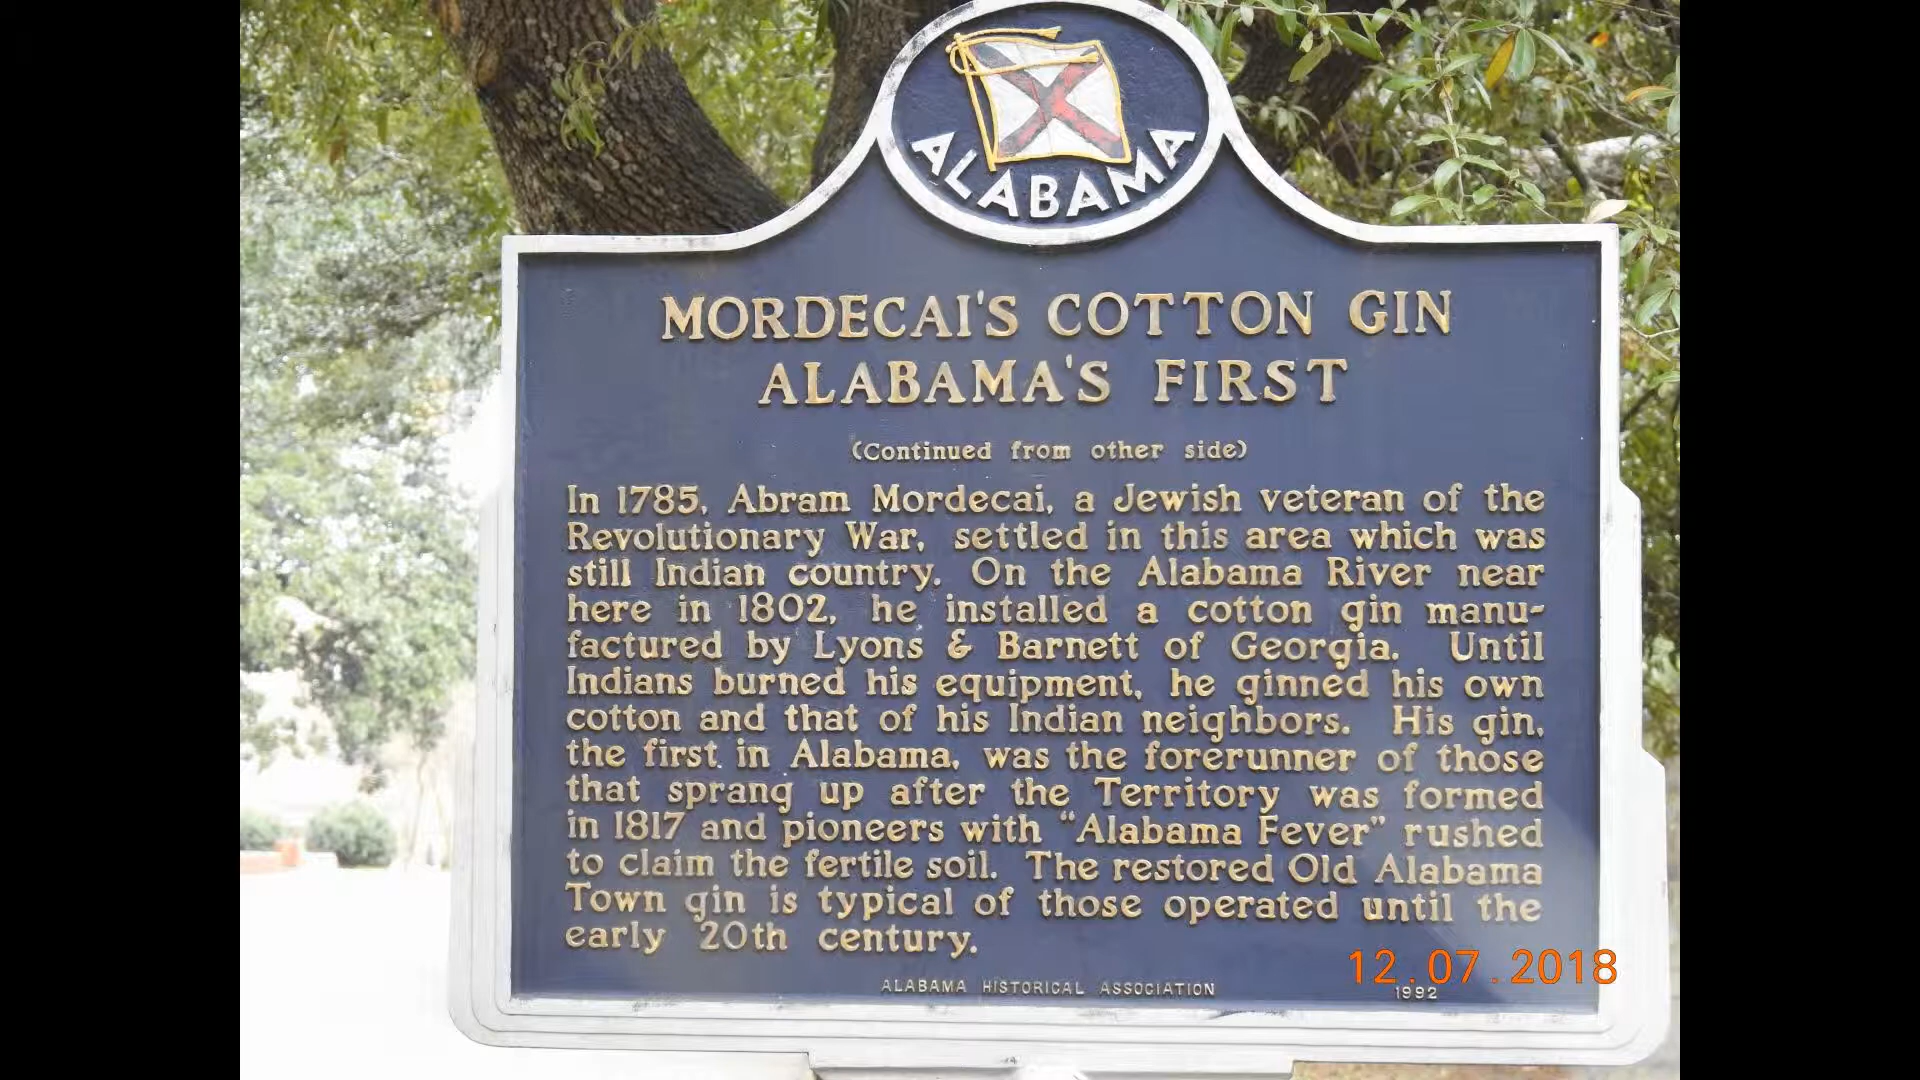 ALABAMA
MORDECAI'S COTTON GIN
ALABAMA'S FIRST
(Continued from other side)
In 1785, Abram Mordecai, a Jewish veteran of the
Revolutionary War, settled in this area which was
still Indian country. On the Alabama River near
here in 1802, he installed a cotton gin manu-
factured by Lyons & Barnett of Georgia. Until
Indians burned his equipment, he ginned his own
cotton and that of his Indian neighbors. His gin,
the first in Alabama, was the forerunner of those
that sprang up after the Territory was formed
in 1817 and pioneers with “Alabama Fever” rushed
to claim the fertile soil. The restored Old Alabama
Town gin is typical of those operated until the
early 20th century.
ALABAMA HISTORICAL ASSOCIATION
1992
12.07.2018